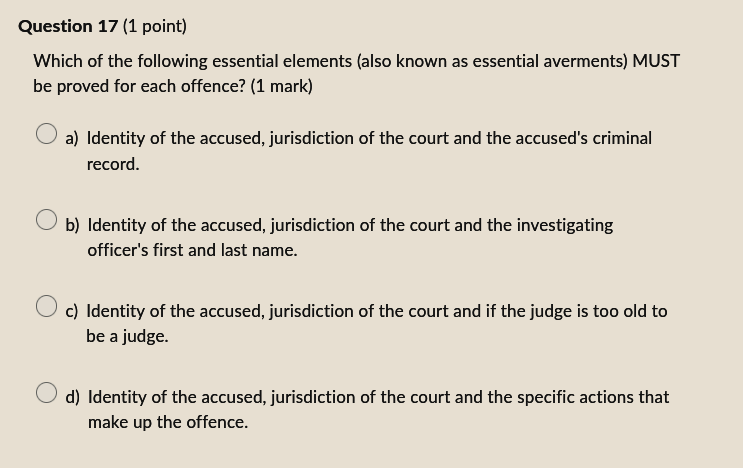 Question 17 (1 point)
Which of the following essential elements (also known as essential averments) MUST
be proved for each offence? (1 mark)
a) Identity of the accused, jurisdiction of the court and the accused's criminal
record.
b) Identity of the accused, jurisdiction of the court and the investigating
officer's first and last name.
c) Identity of the accused, jurisdiction of the court and if the judge is too old to
be a judge.
d) Identity of the accused, jurisdiction of the court and the specific actions that
make up the offence.